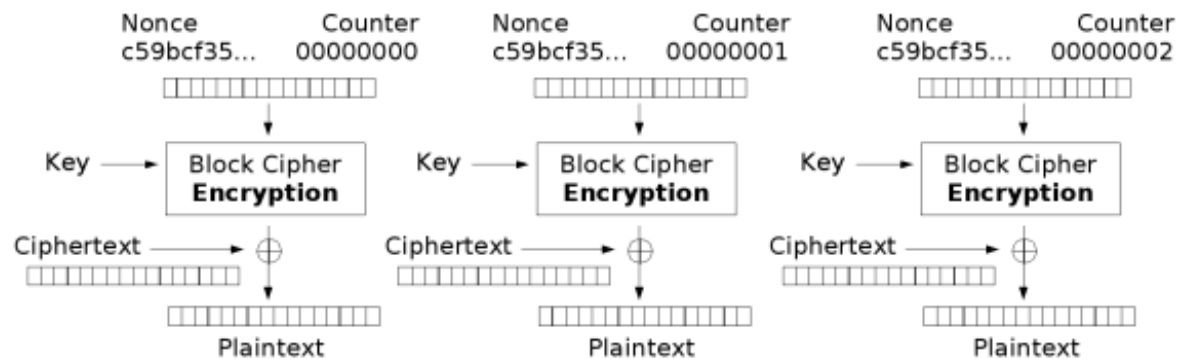 Nonce Counter Nonce Counter Nonce Counter
c59bcf35... 00000000 c59bcf35... 00000001 c59bcf35... 00000002
Key Block Cipher Key Block Cipher Key Block Cipher
Encryption Encryption Encryption
Ciphertext Ciphertext Ciphertext
Plaintext Plaintext Plaintext